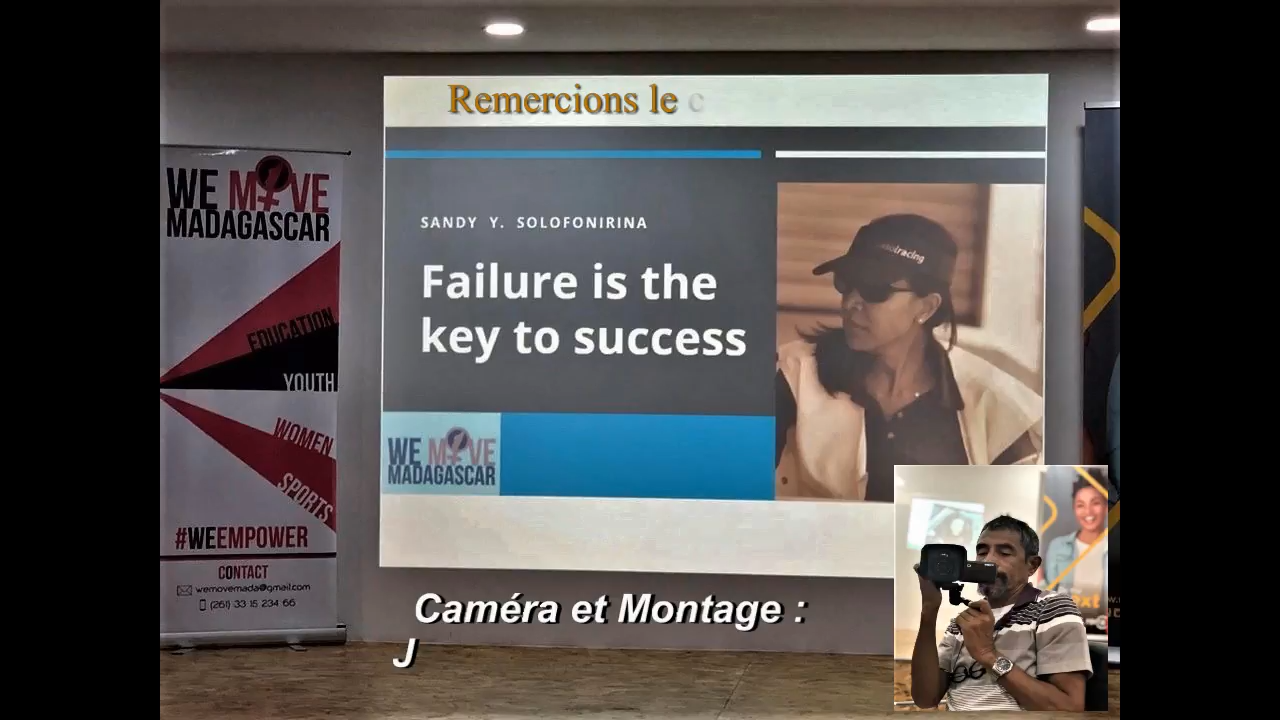 Remercions le c
WE MOVE
MADAGASCAR
EDUCATION
YOUTH
WOMEN
SPORTS
#WEEMPOWER
CONTACT
wemovemada@gmail.com
(261) 33 15 234 66
SANDY Y. SOLOFONIRINA
Failure is the
key to success
WE MOVE
MADAGASCAR
Caméra et Montage :
J